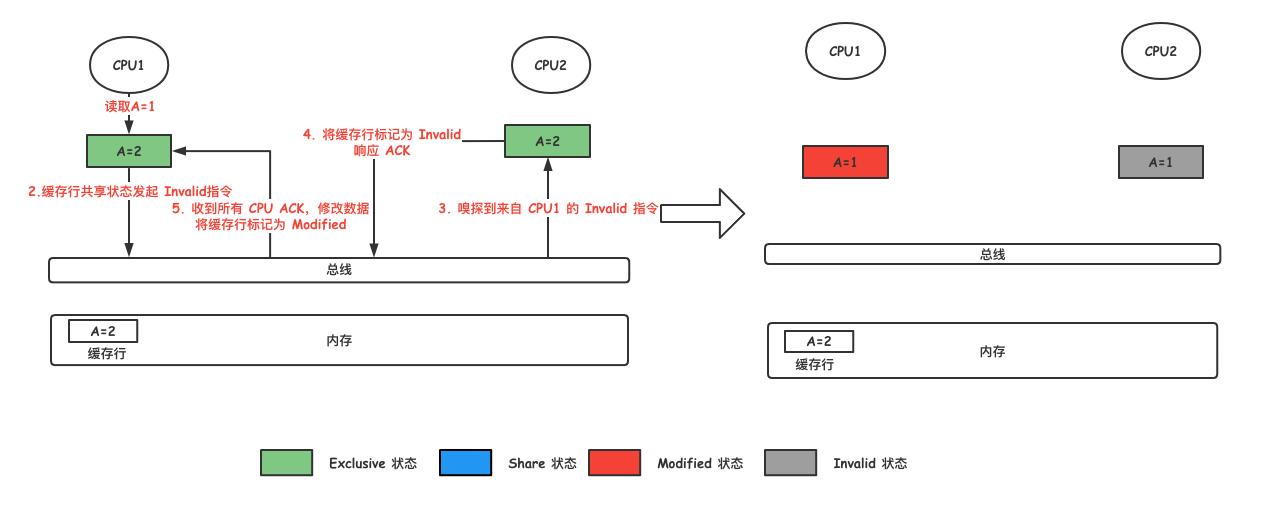 CPU1
CPU2
读取A=1
A=2
A=2
4. 将缓存行标记为 Invalid
响应 ACK
2.缓存行共享状态发起 Invalid指令
5. 收到所有 CPU ACK，修改数据
将缓存行标记为 Modified
3. 嗅探到来自 CPU1 的 Invalid 指令
总线
A=2
缓存行
内存
CPU1
CPU2
A=1
A=1
总线
A=2
缓存行
内存
Exclusive 状态
Share 状态
Modified 状态
Invalid 状态